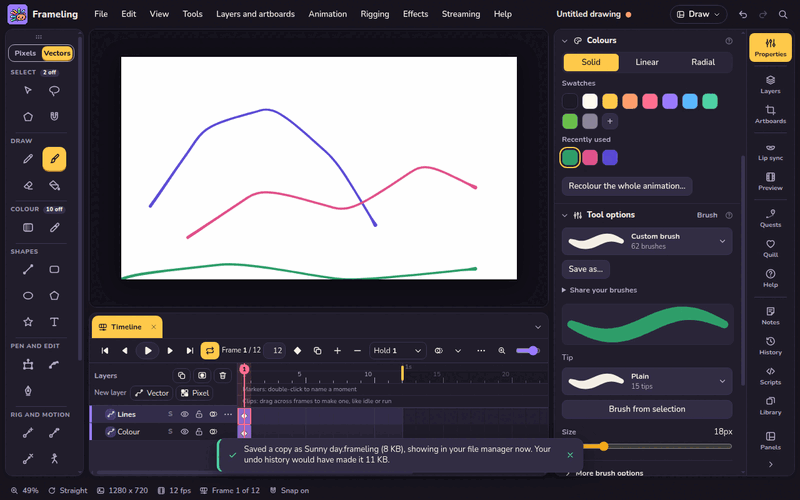 Frameling File Edit View Tools Layers and artboards Animation Rigging Effects Streaming Help Untitled drawing Draw
Pixels Vectors
SELECT 2 off
DRAW
COLOUR 10 off
SHAPES
PEN AND EDIT
RIG AND MOTION
Timeline
Frame 1 / 12 12 Hold 1
Layers
New layer Vector Pixel
1 5 10 1s 15 20
Markers: double-click to name a moment
Clips: drag across frames to make one, like idle or run
Lines S
Colour S
Saved a copy as Sunny day.frameling (8 KB), showing in your file manager now. Your
undo history would have made it 11 KB.
Colours
Solid Linear Radial
Swatches
Recently used
Recolour the whole animation...
Tool options Brush
Custom brush
62 brushes
Save as...
Share your brushes
Tip
Plain
15 tips
Brush from selection
Size 18px
More brush options
Properties
Layers
Artboards
Lip sync
Preview
Quests
Quill
Help
Notes
History
Scripts
Library
Panels
49% Straight 1280 x 720 12 fps Frame 1 of 12 Snap on